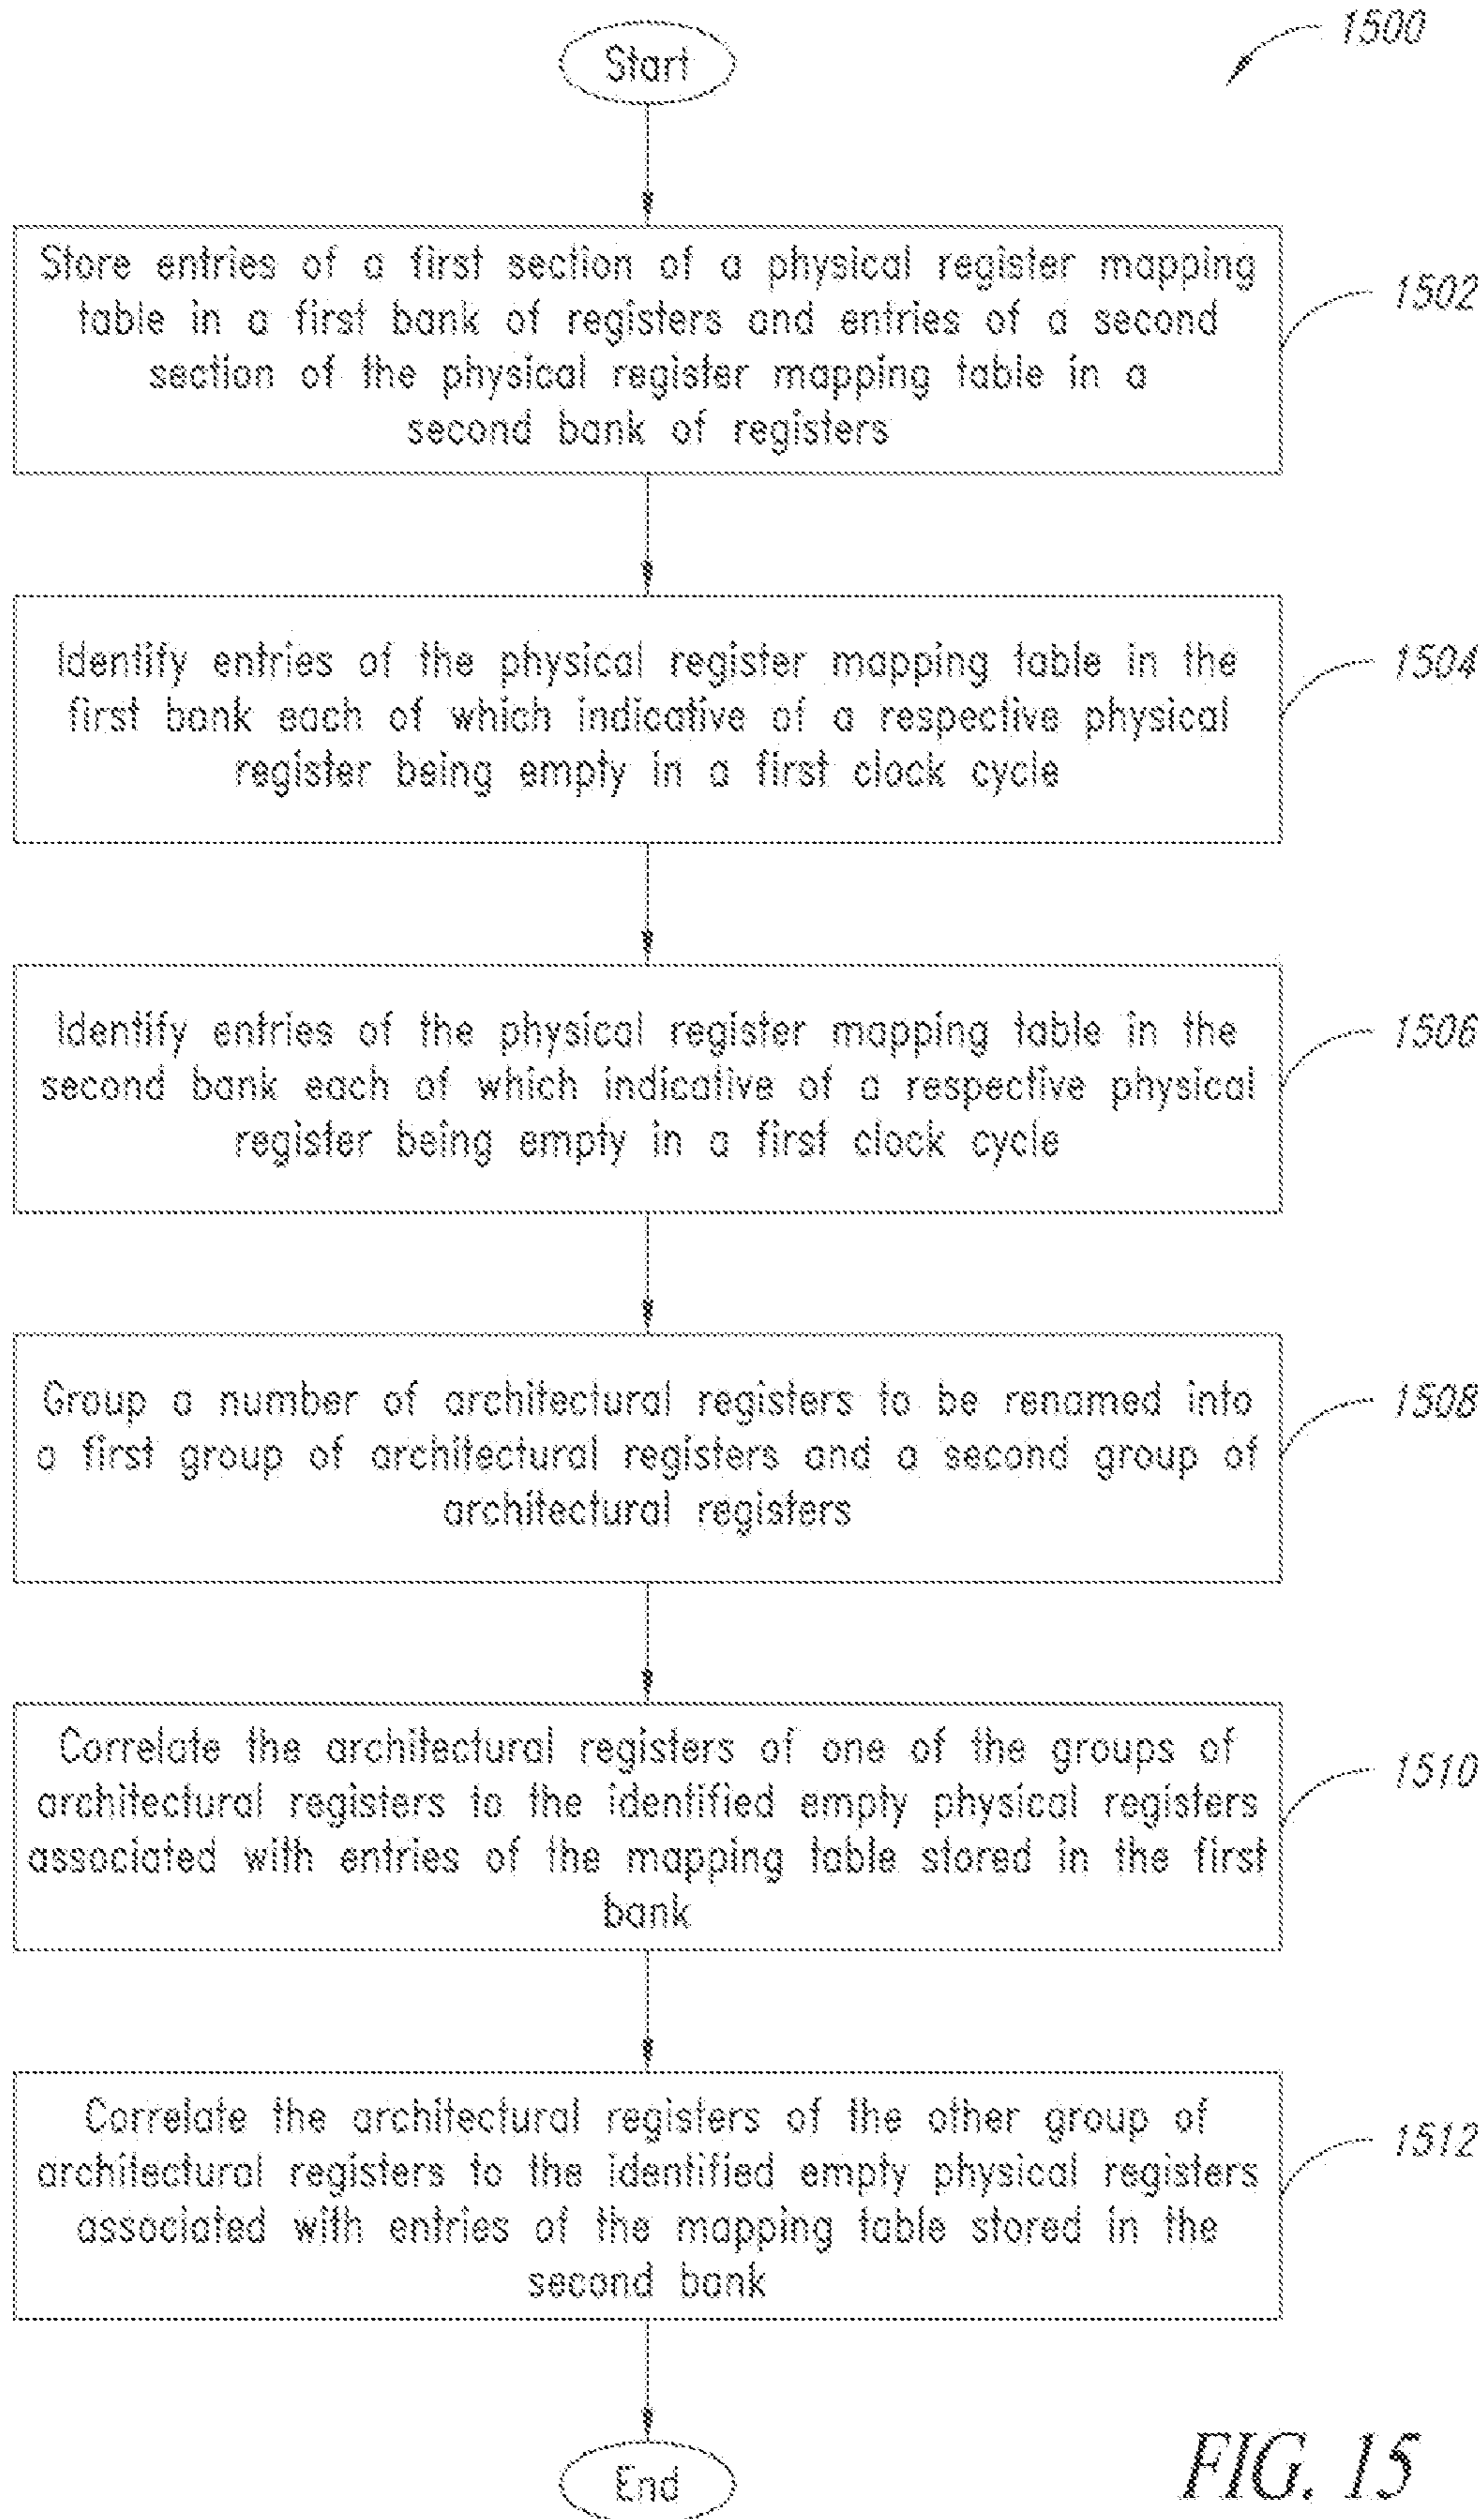 1500
Start
Store entries of a first section of a physical register mapping
table in a first bank of registers and entries of a second
section of the physical register mapping table in a
second bank of registers
1502
Identify entries of the physical register mapping table in the
first bank each of which indicative of a respective physical
register being empty in a first clock cycle
1504
Identify entries of the physical register mapping table in the
second bank each of which indicative of a respective physical
register being empty in a first clock cycle
1506
Group a number of architectural registers to be renamed into
a first group of architectural registers and a second group of
architectural registers
1508
Correlate the architectural registers of one of the groups of
architectural registers to the identified empty physical registers
associated with entries of the mapping table stored in the first
bank
1510
Correlate the architectural registers of the other group of
architectural registers to the identified empty physical registers
associated with entries of the mapping table stored in the
second bank
1512
End
FIG. 15